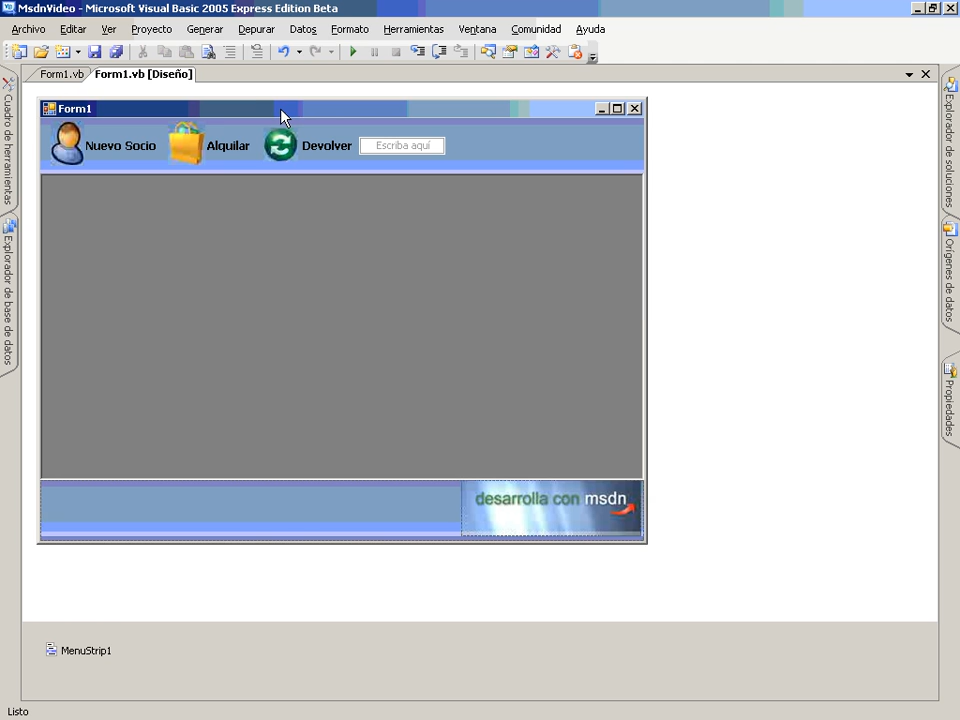 MsdnVideo - Microsoft Visual Basic 2005 Express Edition Beta
Archivo Editar Ver Proyecto Generar Depurar Datos Formato Herramientas Ventana Comunidad Ayuda
Form1.vb Form1.vb [Diseño]
Cuadro de herramientas
Explorador de base de datos
Form1
Nuevo Socio Alquilar Devolver Escriba aquí
desarrolla con msdn
Explorador de soluciones
Orígenes de datos
Propiedades
MenuStrip1
Listo